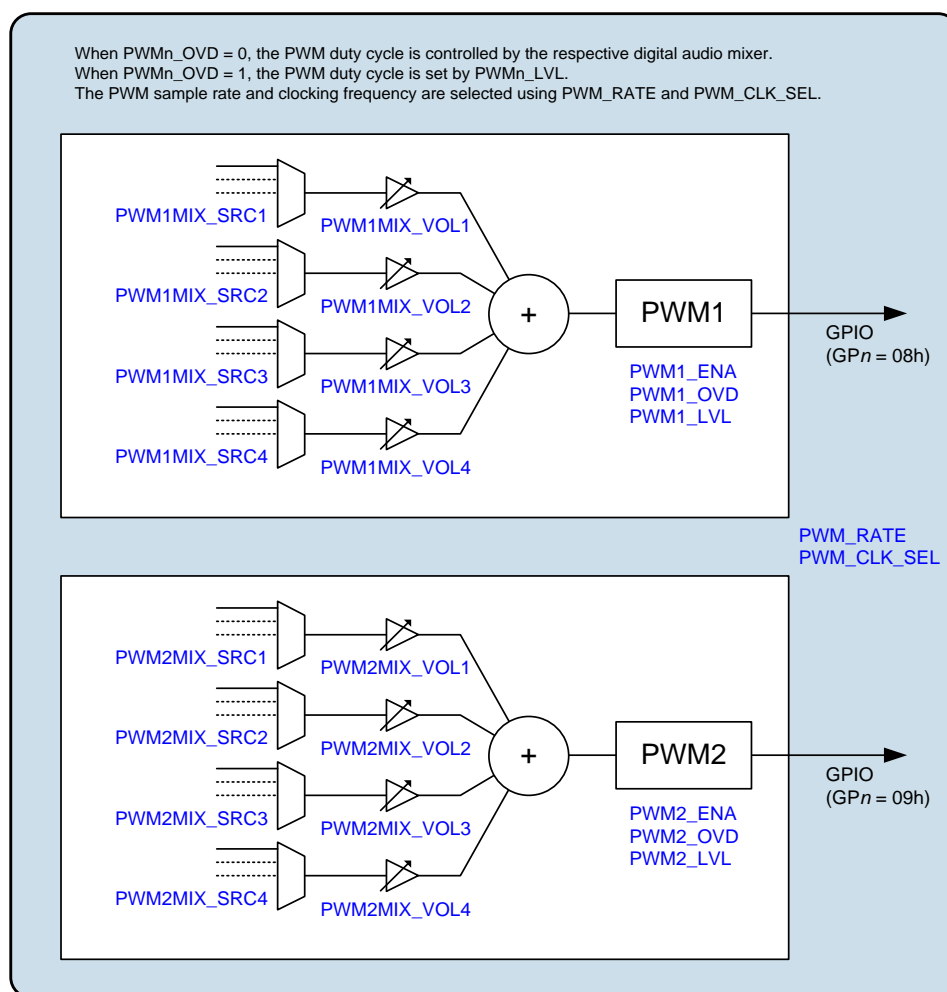 When PWMn_OVD = 0, the PWM duty cycle is controlled by the respective digital audio mixer.
When PWMn_OVD = 1, the PWM duty cycle is set by PWMn_LVL.
The PWM sample rate and clocking frequency are selected using PWM_RATE and PWM_CLK_SEL.
PWM1MIX_SRC1
PWM1MIX_VOL1
PWM1MIX_SRC2
PWM1MIX_VOL2
PWM1MIX_SRC3
PWM1MIX_VOL3
PWM1MIX_SRC4
PWM1MIX_VOL4
+
PWM1
PWM1_ENA
PWM1_OVD
PWM1_LVL
GPIO
(GPn = 08h)
PWM_RATE
PWM_CLK_SEL
PWM2MIX_SRC1
PWM2MIX_VOL1
PWM2MIX_SRC2
PWM2MIX_VOL2
PWM2MIX_SRC3
PWM2MIX_VOL3
PWM2MIX_SRC4
PWM2MIX_VOL4
+
PWM2
PWM2_ENA
PWM2_OVD
PWM2_LVL
GPIO
(GPn = 09h)